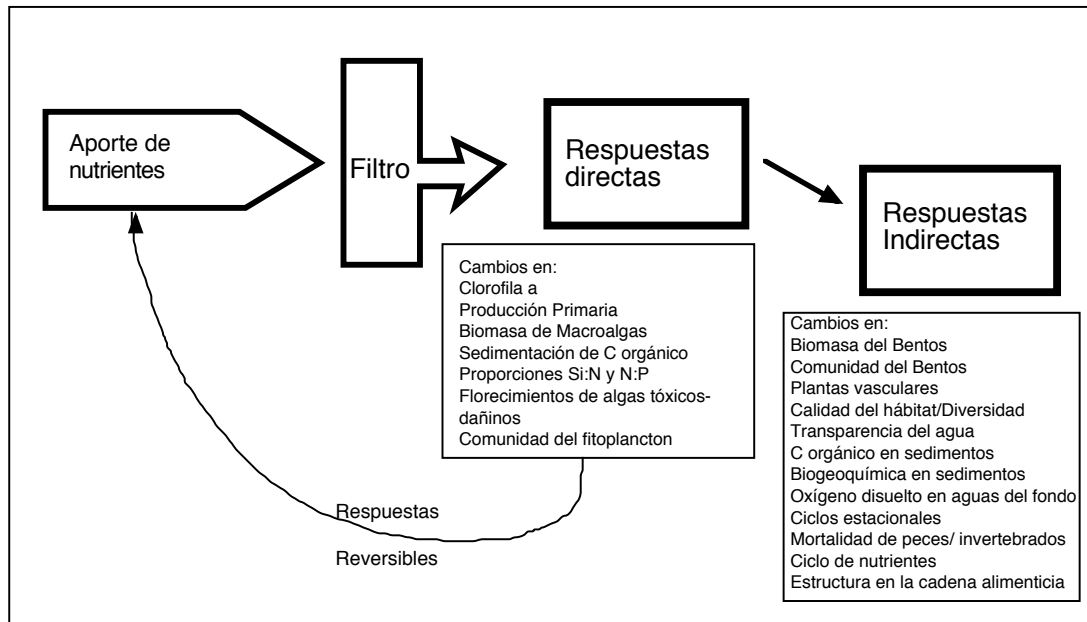 Aporte de
nutrientes
Filtro
Respuestas
directas
Respuestas
Indirectas
Cambios en:
Clorofila a
Producción Primaria
Biomasa de Macroalgas
Sedimentación de C orgánico
Proporciones Si:N y N:P
Florecimientos de algas tóxicos-
dañinos
Comunidad del fitoplancton
Cambios en:
Biomasa del Bentos
Comunidad del Bentos
Plantas vasculares
Calidad del hábitat/Diversidad
Transparencia del agua
C orgánico en sedimentos
Biogeoquímica en sedimentos
Oxígeno disuelto en aguas del fondo
Ciclos estacionales
Mortalidad de peces/ invertebrados
Ciclo de nutrientes
Estructura en la cadena alimenticia
Respuestas
Reversibles